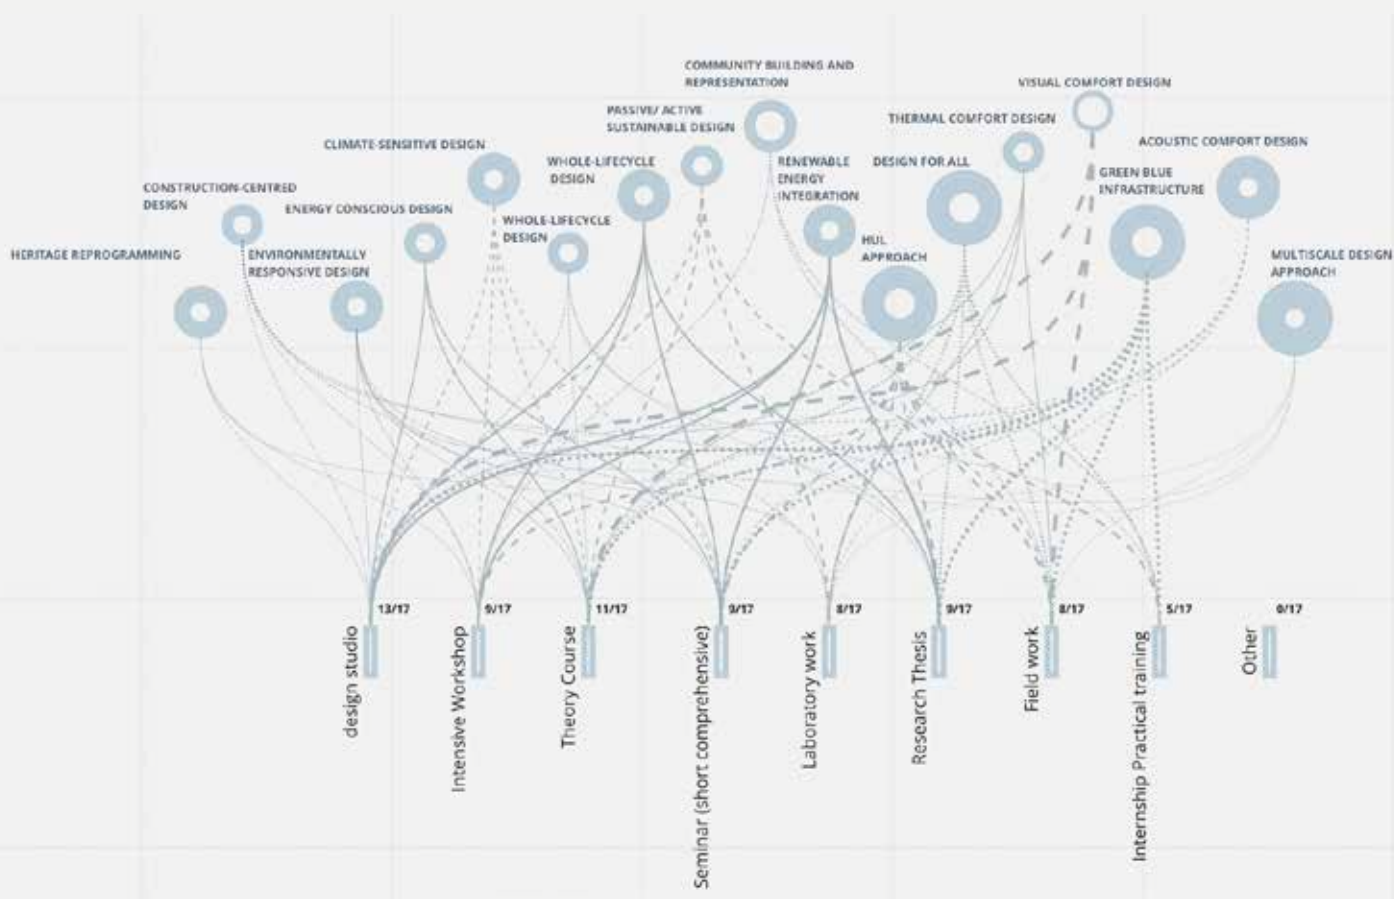 COMMUNITY BUILDING AND
REPRESENTATION
VISUAL COMFORT DESIGN
PASSIVE/ ACTIVE
SUSTAINABLE DESIGN
THERMAL COMFORT DESIGN
CLIMATE-SENSITIVE DESIGN
ACOUSTIC COMFORT DESIGN
WHOLE-LIFECYCLE
DESIGN
RENEWABLE
ENERGY
INTEGRATION
DESIGN FOR ALL
GREEN BLUE
INFRASTRUCTURE
CONSTRUCTION-CENTRED
DESIGN
ENERGY CONSCIOUS DESIGN
WHOLE-LIFECYCLE
DESIGN
HUL
APPROACH
HERITAGE REPROGRAMMING
ENVIRONMENTALLY
RESPONSIVE DESIGN
MULTISCALE DESIGN
APPROACH
13/17
9/17
11/17
9/17
8/17
9/17
8/17
5/17
0/17
design studio
Intensive Workshop
Theory Course
Seminar (short comprehensive)
Laboratory work
Research Thesis
Field work
Internship Practical training
Other